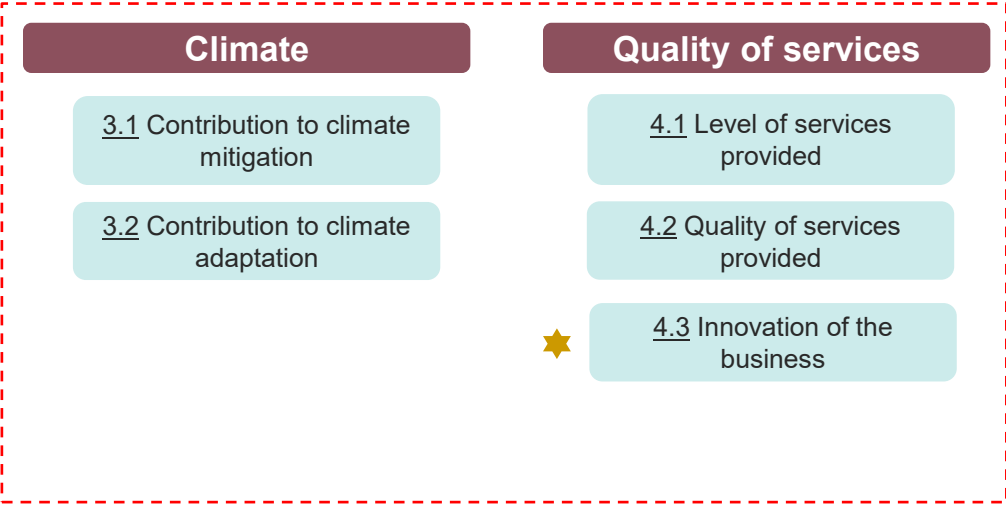 Climate
3.1 Contribution to climate
mitigation
3.2 Contribution to climate
adaptation
Quality of services
4.1 Level of services
provided
4.2 Quality of services
provided
4.3 Innovation of the
business